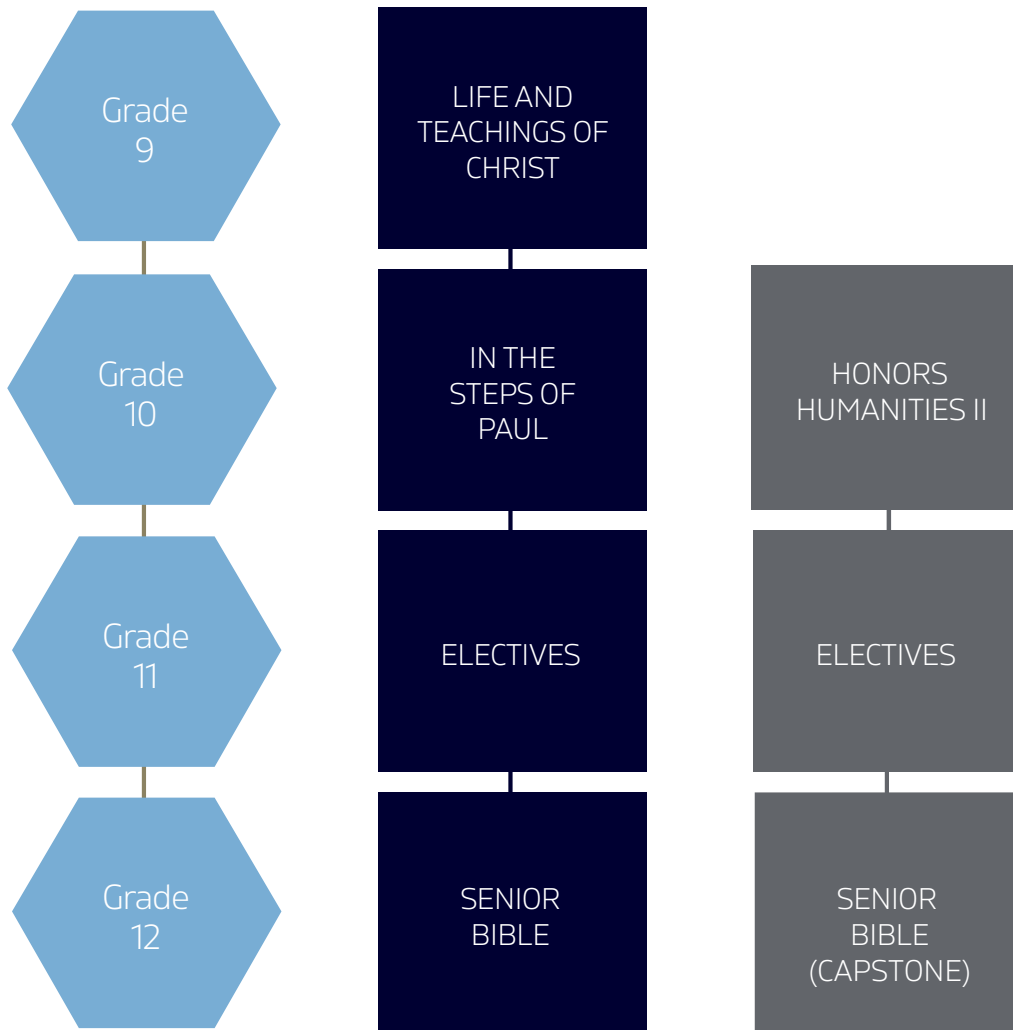 Grade
9
LIFE AND
TEACHINGS OF
CHRIST
Grade
10
IN THE
STEPS OF
PAUL
HONORS
HUMANITIES II
Grade
11
ELECTIVES
ELECTIVES
Grade
12
SENIOR
BIBLE
SENIOR
BIBLE
(CAPSTONE)